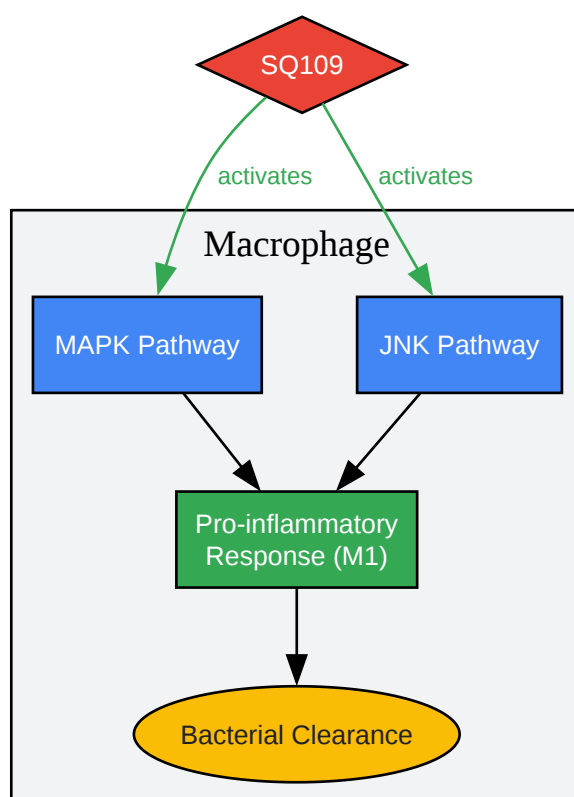 SQ109
activates
activates
Macrophage
MAPK Pathway
JNK Pathway
Pro-inflammatory
Response (M1)
Bacterial Clearance